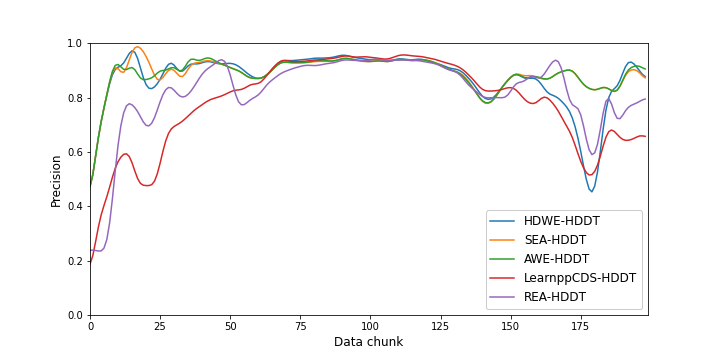 1.0
0.8
0.6
0.4
0.2
0.0
Precision
0
25
50
75
100
125
150
175
Data chunk
HDWE-HDDT
SEA-HDDT
AWE-HDDT
LearnppCDS-HDDT
REA-HDDT